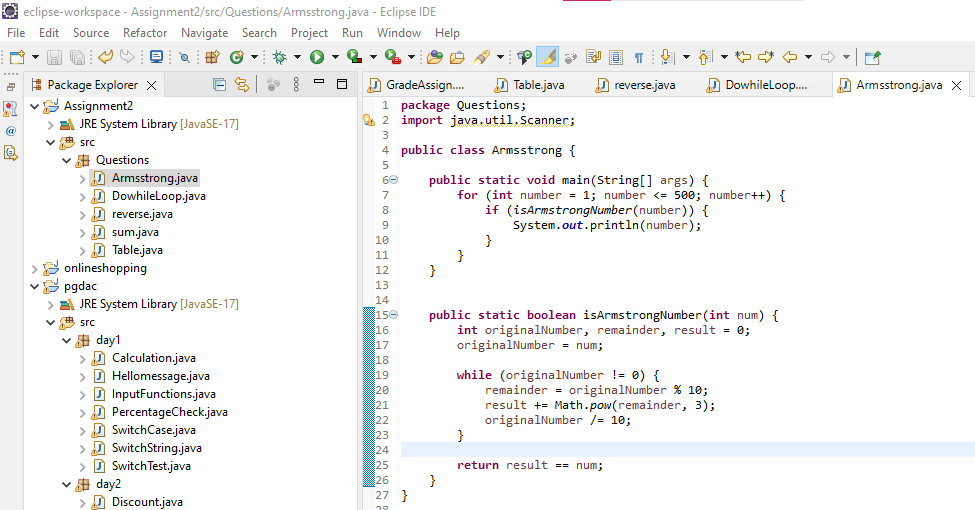 eclipse-workspace - Assignment2/src/Questions/Armsstrong.java - Eclipse IDE
File Edit Source Refactor Navigate Search Project Run Window Help
Package Explorer
Assignment2
JRE System Library [JavaSE-17]
src
Questions
Armsstrong.java
DowhileLoop.java
reverse.java
sum.java
Table.java
onlineshopping
pgdac
JRE System Library [JavaSE-17]
src
day1
Calculation.java
Hellomessage.java
InputFunctions.java
PercentageCheck.java
SwitchCase.java
SwitchString.java
SwitchTest.java
day2
Discount.java
GradeAssign.... Table.java reverse.java DowhileLoop.... Armsstrong.java
1 package Questions;
2 import java.util.Scanner;
3
4 public class Armsstrong {
5
6 public static void main(String[] args) {
7 for (int number = 1; number <= 500; number++) {
8 if (isArmstrongNumber(number)) {
9 System.out.println(number);
10 }
11 }
12 }
13
14
15 public static boolean isArmstrongNumber(int num) {
16 int originalNumber, remainder, result = 0;
17 originalNumber = num;
18
19 while (originalNumber != 0) {
20 remainder = originalNumber % 10;
21 result += Math.pow(remainder, 3);
22 originalNumber /= 10;
23 }
24
25 return result == num;
26 }
27 }
28